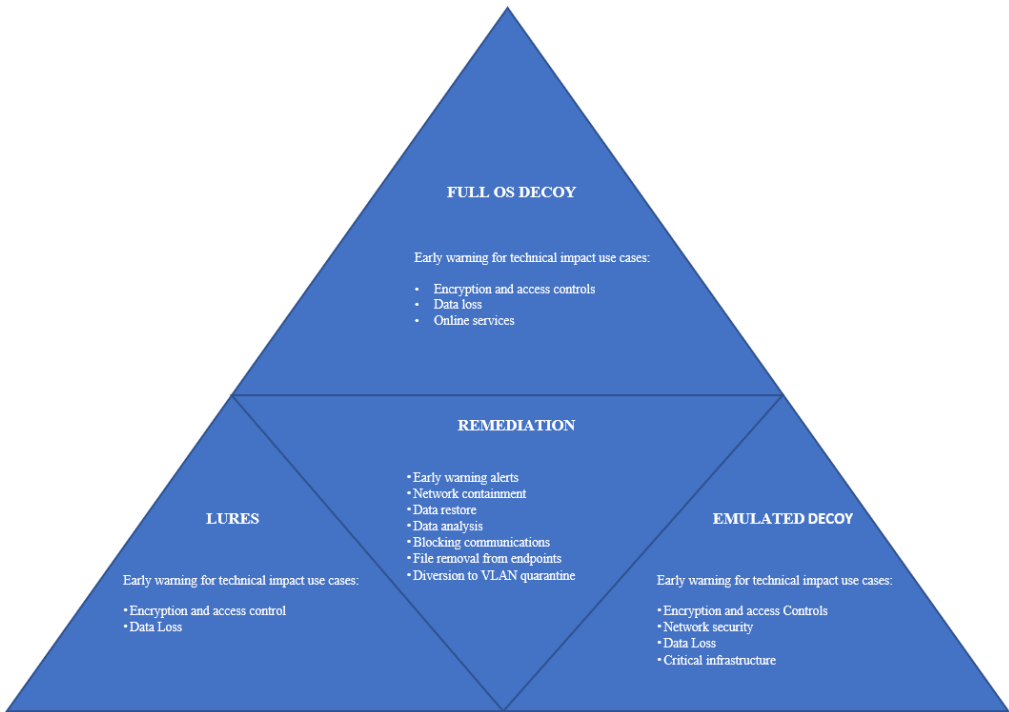 FULL OS DECOY
Early warning for technical impact use cases:
• Encryption and access controls
• Data loss
• Online services
REMEDIATION
• Early warning alerts
• Network containment
• Data restore
• Data analysis
• Blocking communications
• File removal from endpoints
• Diversion to VLAN quarantine
LURES
Early warning for technical impact use cases:
• Encryption and access control
• Data Loss
EMULATED DECOY
Early warning for technical impact use cases:
• Encryption and access Controls
• Network security
• Data Loss
• Critical infrastructure